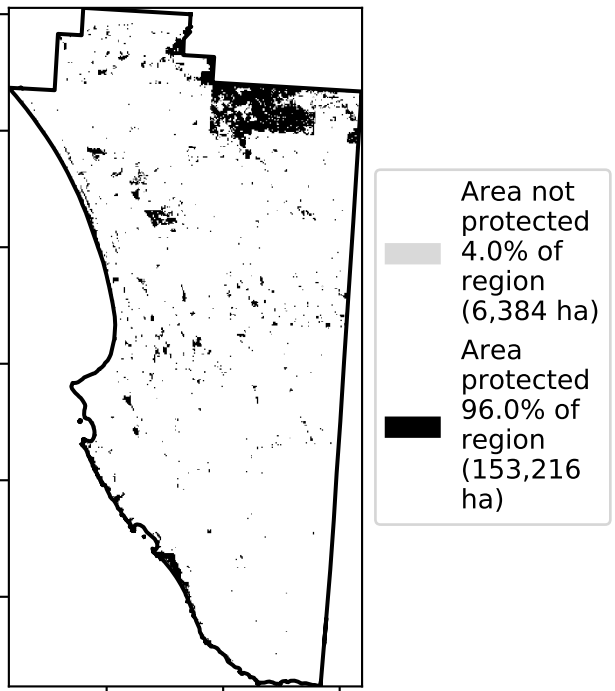 Area not
protected
4.0% of
region
(6,384 ha)
Area
protected
96.0% of
region
(153,216
ha)